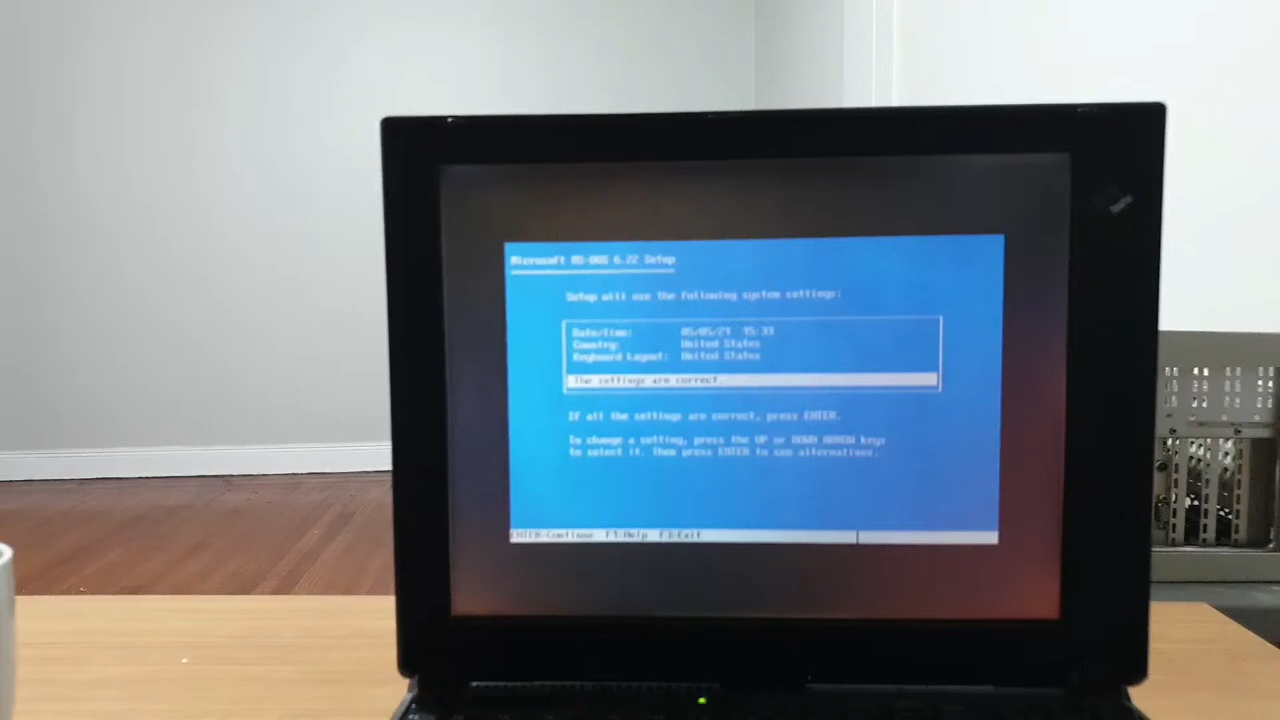 Microsoft MS-DOS 6.22 Setup
Setup will use the following system settings:
Date/Time: 05/05/21 15:33
Country: United States
Keyboard Layout: United States
The settings are correct.
If all the settings are correct, press ENTER.
To change a setting, press the UP or DOWN ARROW keys
to select it. Then press ENTER to see alternatives.
ENTER=Continue F1=Help F3=Exit